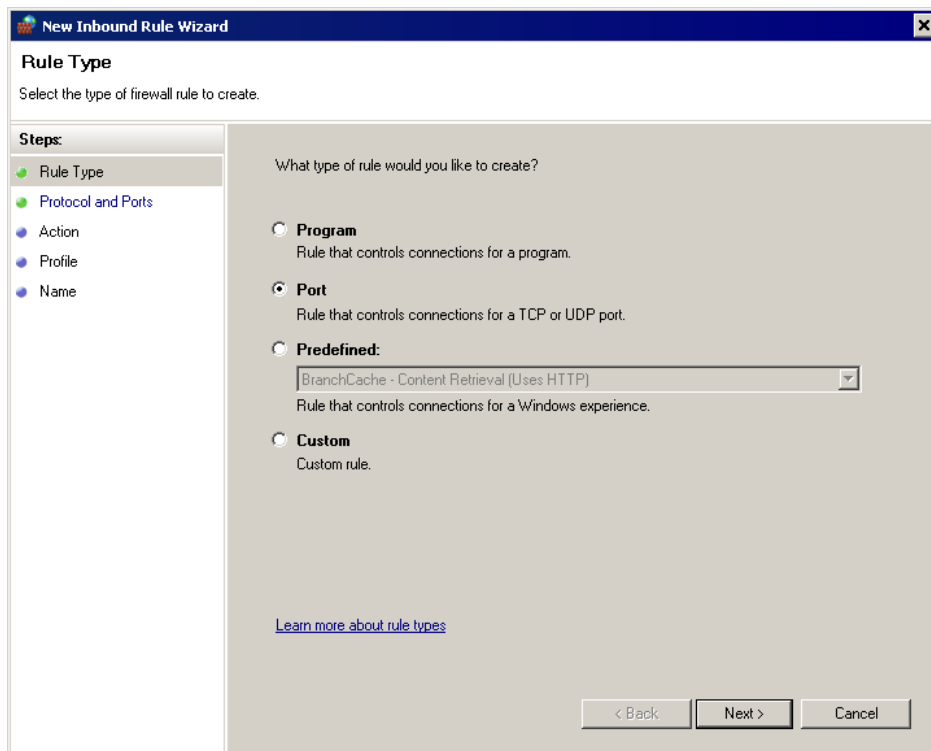 New Inbound Rule Wizard
Rule Type
Select the type of firewall rule to create.
Steps:
Rule Type
Protocol and Ports
Action
Profile
Name
What type of rule would you like to create?
Program
Rule that controls connections for a program.
Port
Rule that controls connections for a TCP or UDP port.
Predefined:
BranchCache - Content Retrieval (Uses HTTP)
Rule that controls connections for a Windows experience.
Custom
Custom rule.
Learn more about rule types
< Back
Next >
Cancel